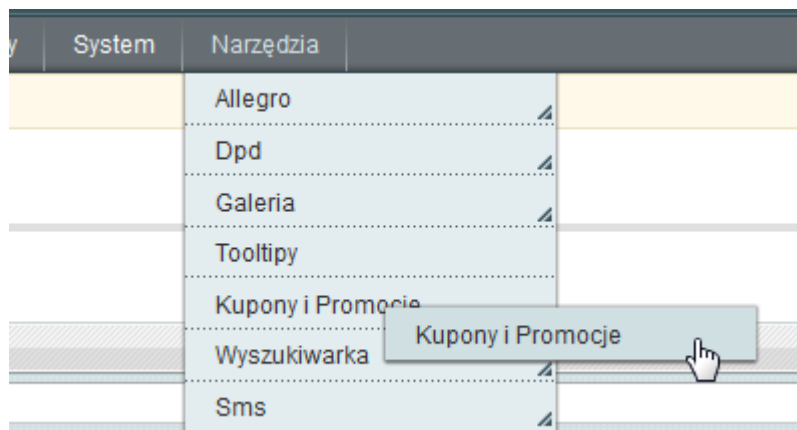 y System Narzędzia
Allegro
Dpd
Galeria
Tooltipy
Kupony i Promocje
Kupony i Promocje
Wyszukiwarka
Sms